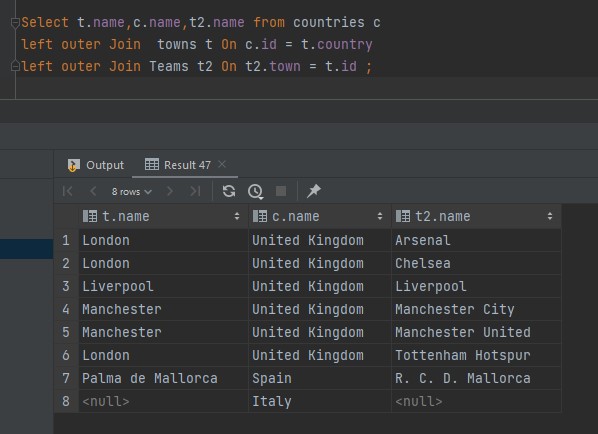 Select t.name,c.name,t2.name from countries c
left outer Join  towns t On c.id = t.country
left outer Join Teams t2 On t2.town = t.id ;
Output Result 47
8 rows
t.name c.name t2.name
1 London United Kingdom Arsenal
2 London United Kingdom Chelsea
3 Liverpool United Kingdom Liverpool
4 Manchester United Kingdom Manchester City
5 Manchester United Kingdom Manchester United
6 London United Kingdom Tottenham Hotspur
7 Palma de Mallorca Spain R. C. D. Mallorca
8 <null> Italy <null>